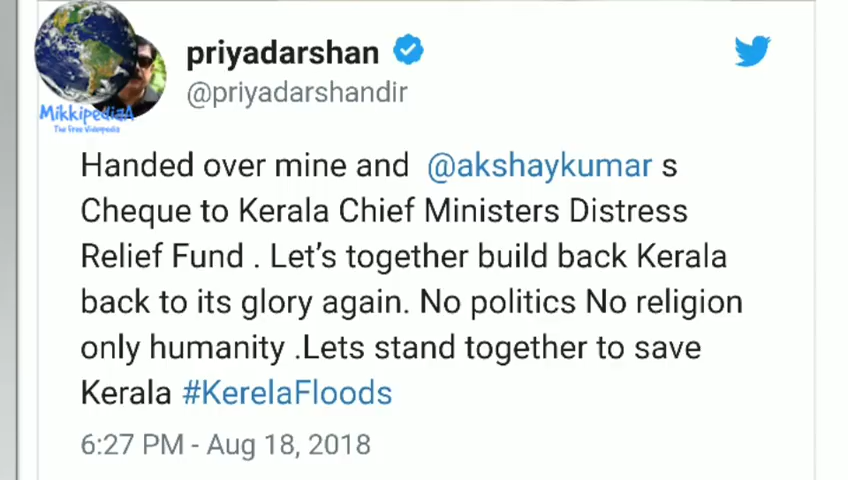 priyadarshan
@priyadarshandir
MikkipediaA
The Free Videopedia
Handed over mine and @akshaykumar s
Cheque to Kerala Chief Ministers Distress
Relief Fund . Let’s together build back Kerala
back to its glory again. No politics No religion
only humanity .Lets stand together to save
Kerala #KerelaFloods
6:27 PM - Aug 18, 2018